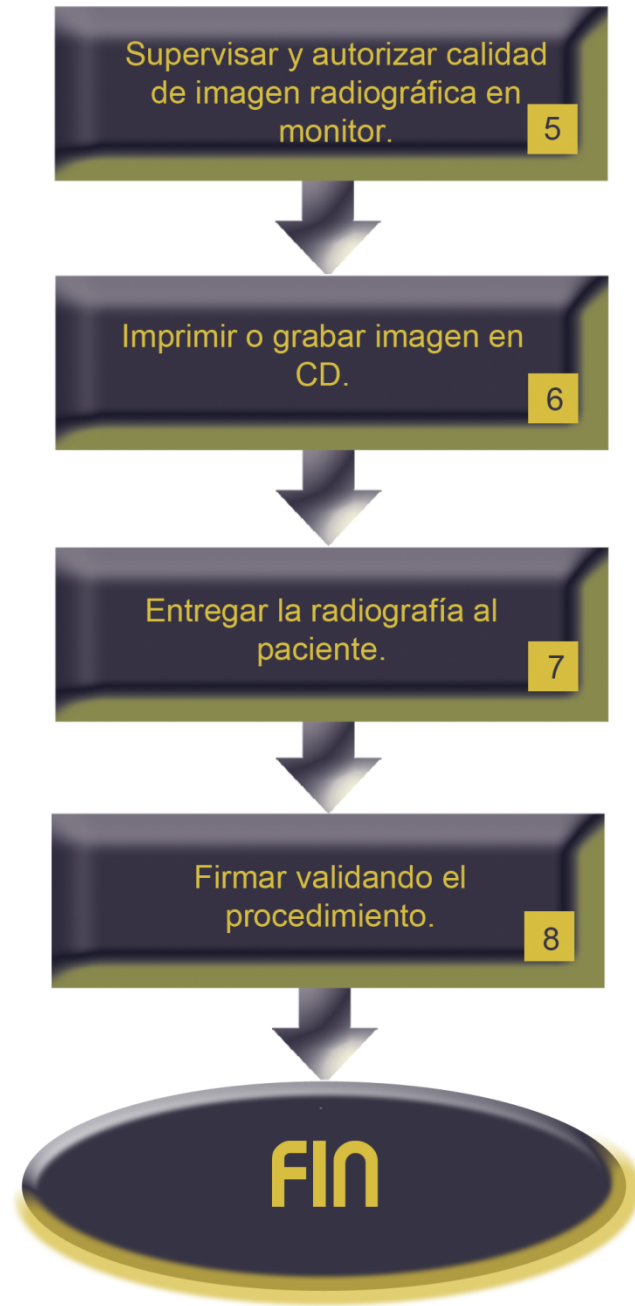 Supervisar y autorizar calidad
de imagen radiográfica en
monitor.
5
Imprimir o grabar imagen en
CD.
6
Entregar la radiografía al
paciente.
7
Firmar validando el
procedimiento.
8
FIN